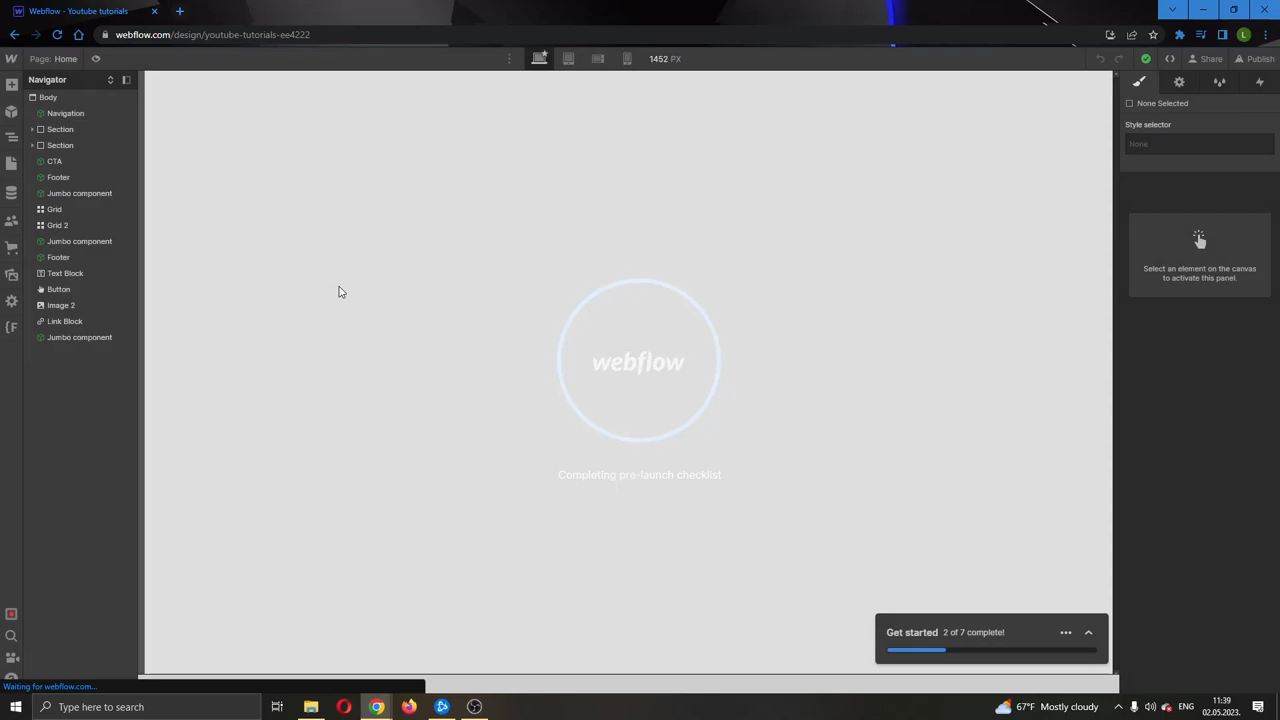 Webflow - Youtube tutorials
webflow.com/design/youtube-tutorials-ee4222
L
Page: Home
1452 PX
Share
Publish
Navigator
Body
Navigation
Section
Section
CTA
Footer
Jumbo component
Grid
Grid 2
Jumbo component
Footer
Text Block
Button
Image 2
Link Block
Jumbo component
None Selected
Style selector
None
Select an element on the canvas
to activate this panel.
webflow
Completing pre-launch checklist
Get started 2 of 7 complete!
Waiting for webflow.com...
Type here to search
67°F Mostly cloudy
ENG
11:39
02.05.2023.